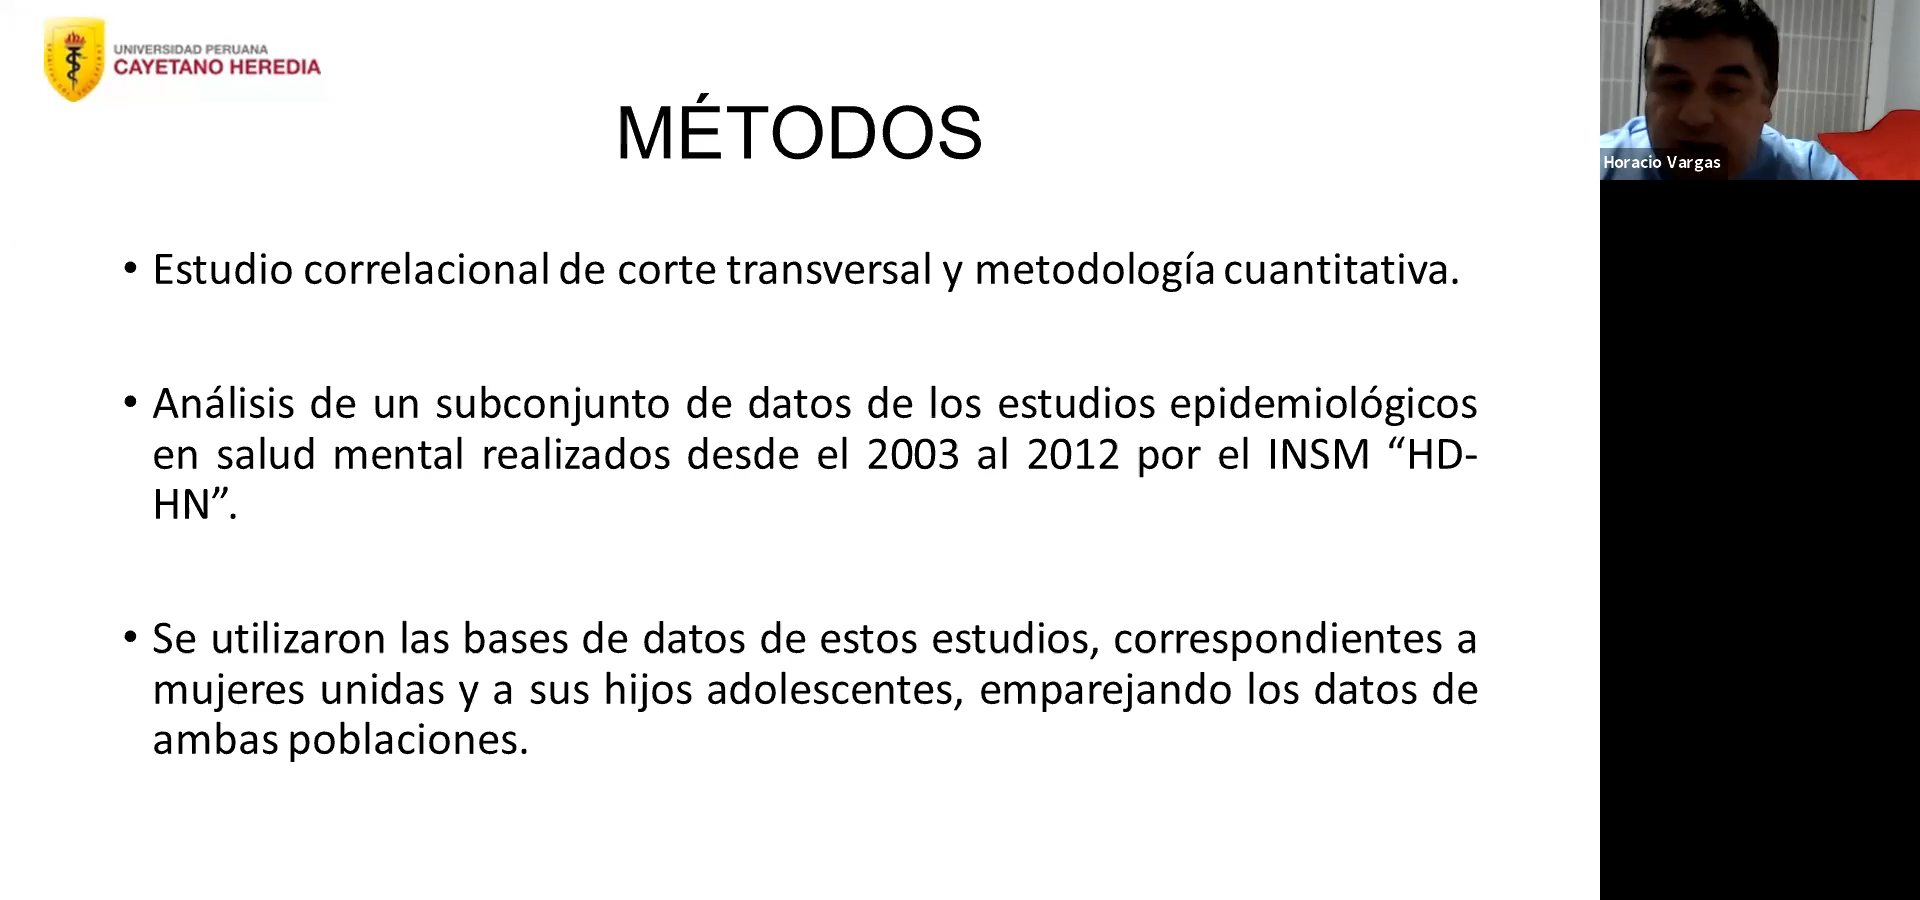 UNIVERSIDAD PERUANA
CAYETANO HEREDIA
MÉTODOS
Horacio Vargas
• Estudio correlacional de corte transversal y metodología cuantitativa.
• Análisis de un subconjunto de datos de los estudios epidemiológicos
en salud mental realizados desde el 2003 al 2012 por el INSM “HD-
HN”.
• Se utilizaron las bases de datos de estos estudios, correspondientes a
mujeres unidas y a sus hijos adolescentes, emparejando los datos de
ambas poblaciones.